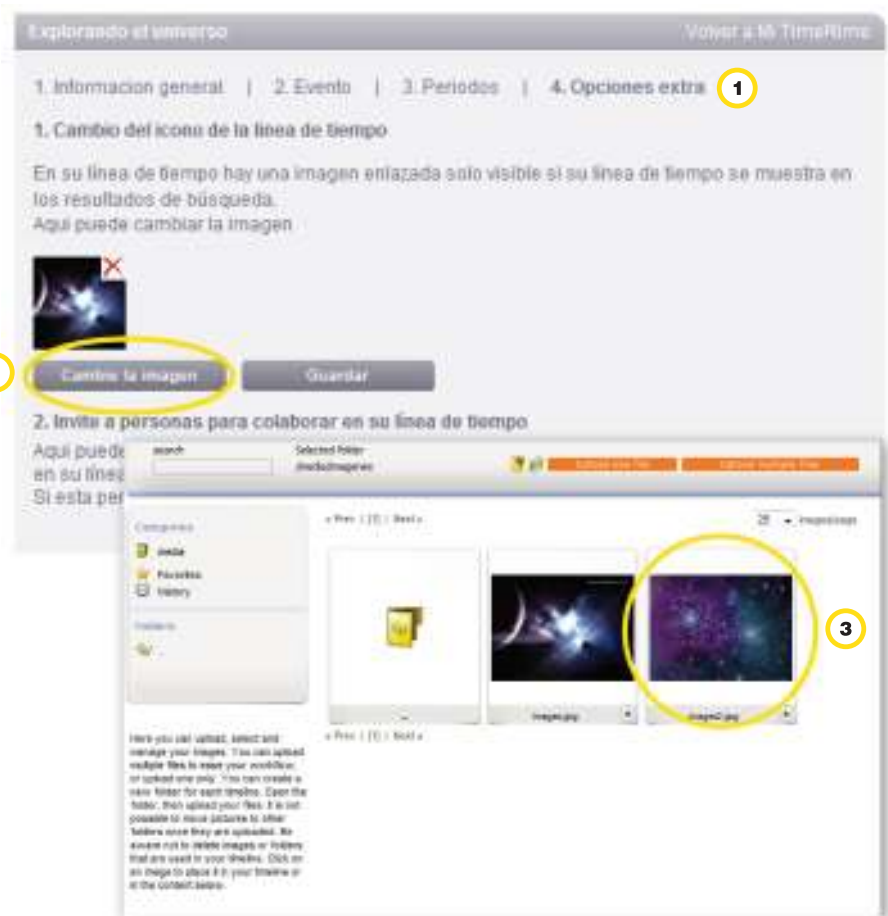 Explorando el universo Volver a Mi TimeRime
1. Informacion general | 2. Evento | 3. Periodos | 4. Opciones extra 1
1. Cambio del icono de la linea de tiempo
En su línea de tiempo hay una imagen enlazada solo visible si su línea de tiempo se muestra en
los resultados de búsqueda.
Aqui puede cambiar la imagen
Cambie la imagen Guardar
2. Invite a personas para colaborar en su línea de tiempo
Aqui puede
en su línea
Si esta per
search Selected folder
Categories
media
Favorites
history
Folders
..
« Prev | [1] | Next » 25 images/page
.. image.jpg image2.jpg
« Prev | [1] | Next »
3
Here you can upload, select and
manage your images. You can upload
multiple files to ease your workflow,
or upload one only. You can create a
new folder for each timeline. Open the
folder, then upload your files. It is not
possible to move pictures to other
folders once they are uploaded. Be
aware not to delete images or folders
that are used in your timeline. Click on
an image to place it in your timeline or
in the content below.